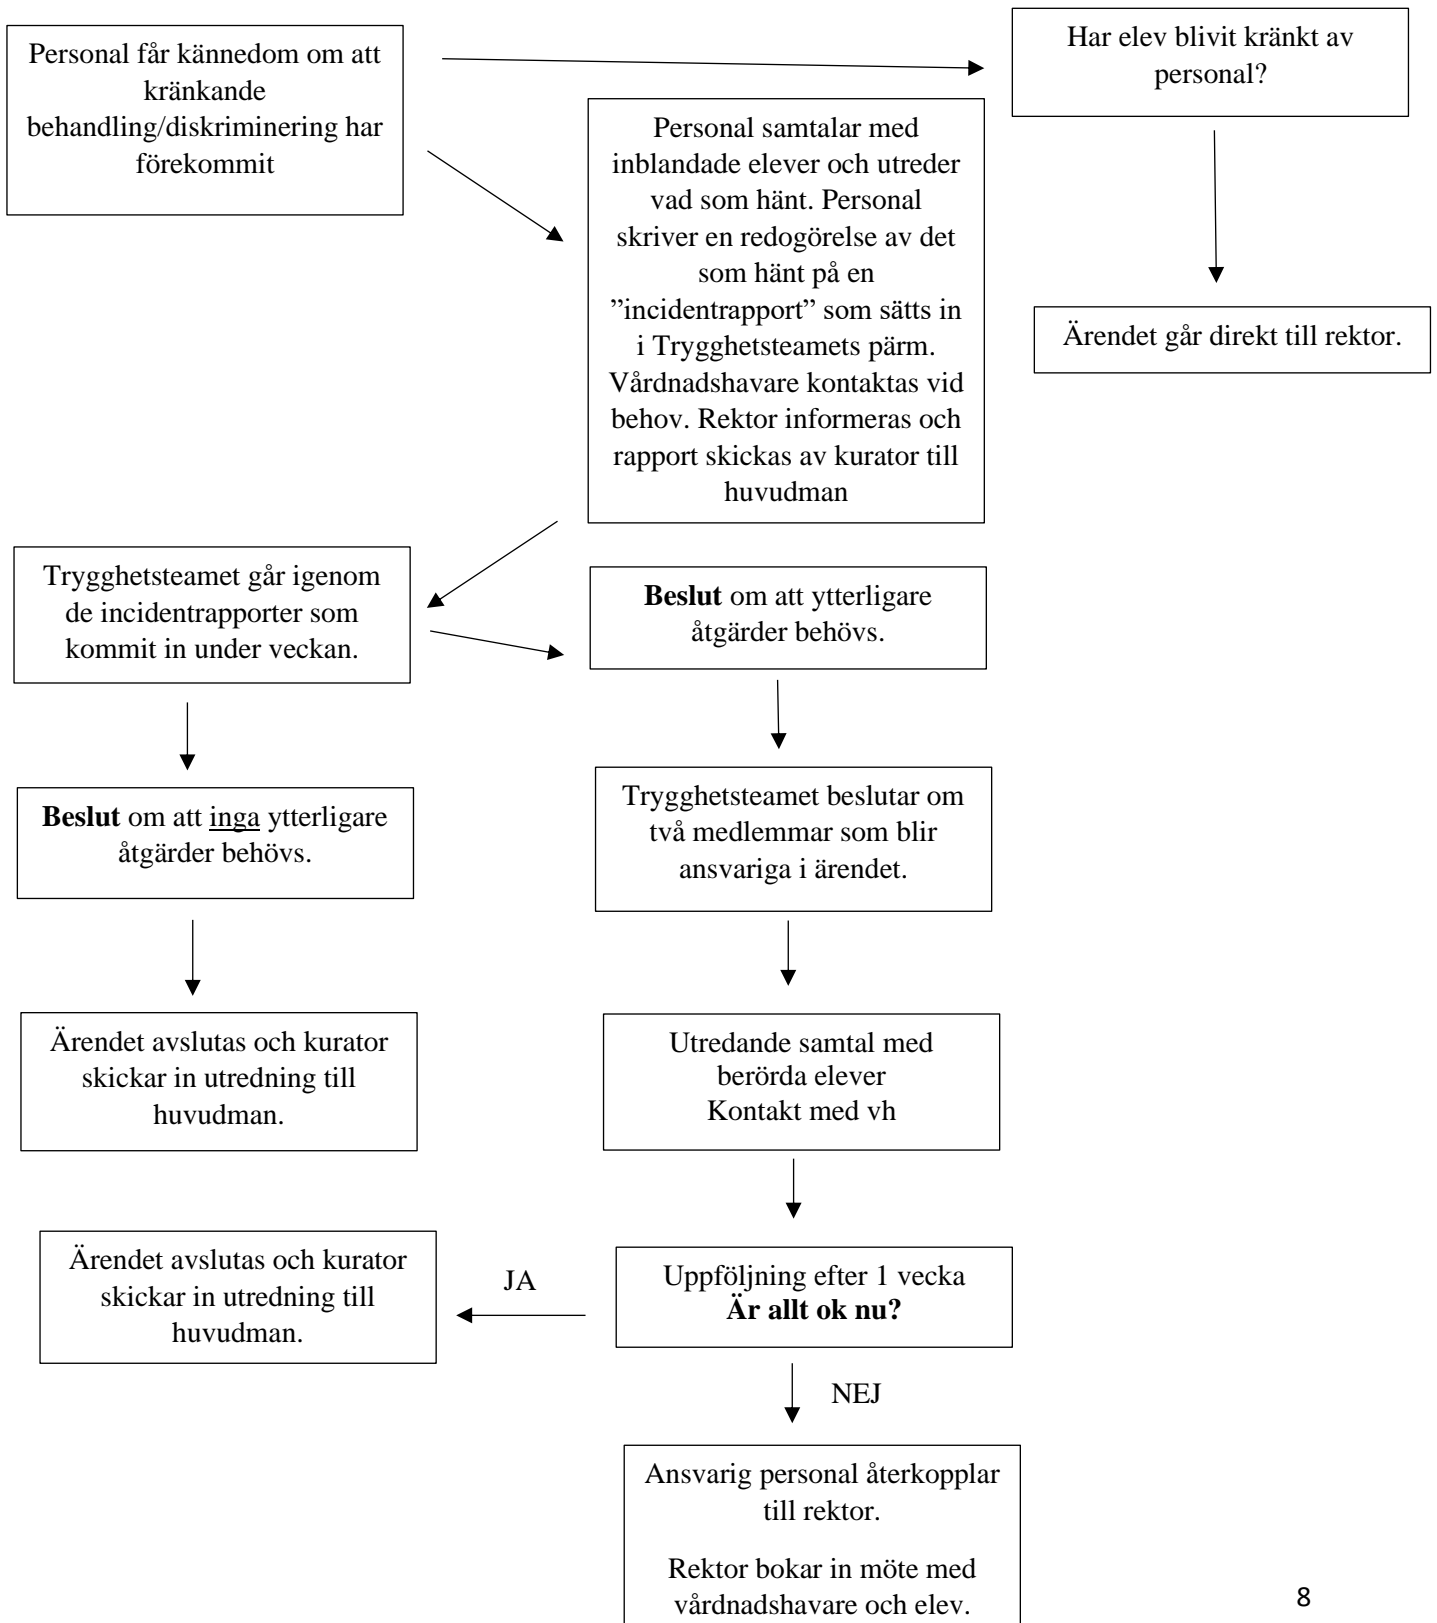 Personal får kännedom om att
kränkande
behandling/diskriminering har
förekommit
Har elev blivit kränkt av
personal?
Personal samtalar med
inblandade elever och utreder
vad som hänt. Personal
skriver en redogörelse av det
som hänt på en
”incidentrapport” som sätts in
i Trygghetsteamets pärm.
Vårdnadshavare kontaktas vid
behov. Rektor informeras och
rapport skickas av kurator till
huvudman
Ärendet går direkt till rektor.
Trygghetsteamet går igenom
de incidentrapporter som
kommit in under veckan.
Beslut om att ytterligare
åtgärder behövs.
Beslut om att inga ytterligare
åtgärder behövs.
Trygghetsteamet beslutar om
två medlemmar som blir
ansvariga i ärendet.
Ärendet avslutas och kurator
skickar in utredning till
huvudman.
Utredande samtal med
berörda elever
Kontakt med vh
Ärendet avslutas och kurator
skickar in utredning till
huvudman.
JA
Uppföljning efter 1 vecka
Är allt ok nu?
NEJ
Ansvarig personal återkopplar
till rektor.
Rektor bokar in möte med
vårdnadshavare och elev.
8